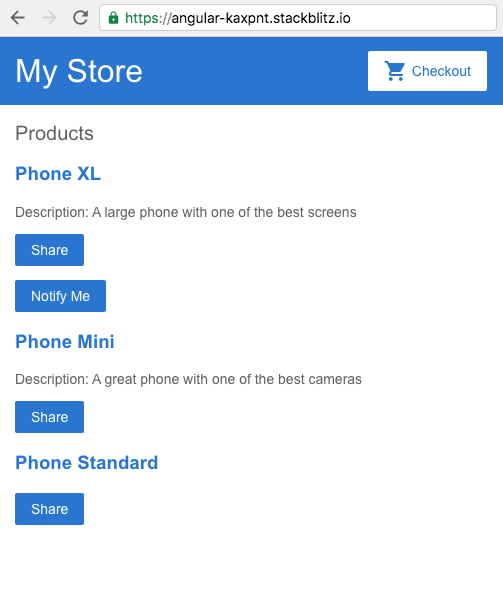 https://angular-kaxpnt.stackblitz.io
My Store
Checkout
Products
Phone XL
Description: A large phone with one of the best screens
Share
Notify Me
Phone Mini
Description: A great phone with one of the best cameras
Share
Phone Standard
Share